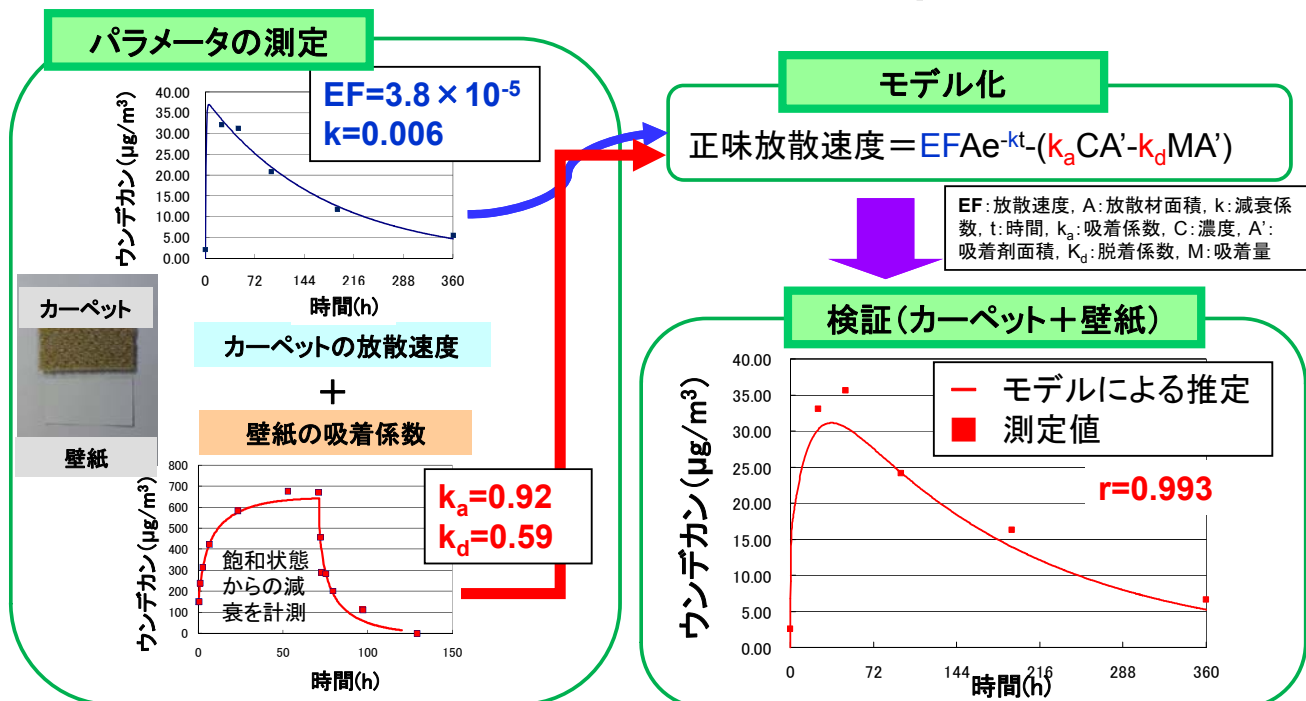 パラメータの測定
EF=3.8×10-5
k=0.006
ウンデカン(μg/m3)
40.00
35.00
30.00
25.00
20.00
15.00
10.00
5.00
0.00
0
72
144
216
288
360
時間(h)
カーペット
壁紙
カーペットの放散速度
+
壁紙の吸着係数
ウンデカン(μg/m3)
800
700
600
500
400
300
200
100
0
0
50
100
150
時間(h)
飽和状態
からの減
衰を計測
ka=0.92
kd=0.59
モデル化
正味放散速度=EFAe-kt-(kaCA'-kdMA')
EF:放散速度, A:放散材面積, k:減衰係
数, t:時間, ka:吸着係数, C:濃度, A':
吸着剤面積, Kd:脱着係数, M:吸着量
検証(カーペット+壁紙)
ウンデカン(μg/m3)
40.00
35.00
30.00
25.00
20.00
15.00
10.00
5.00
0.00
0
72
144
216
288
360
時間(h)
モデルによる推定
測定値
r=0.993